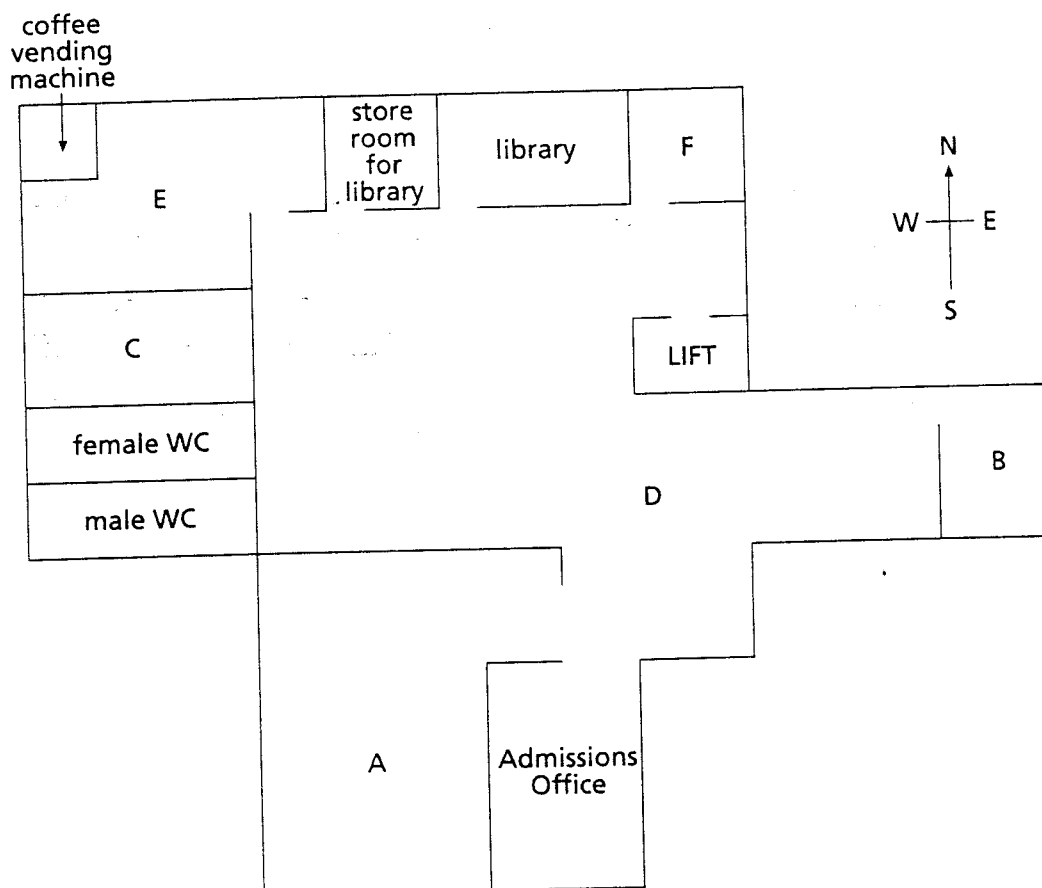 coffee
vending
machine
store
room
for
library
library
F
N
E
W
E
S
C
LIFT
female WC
B
D
male WC
A
Admissions
Office